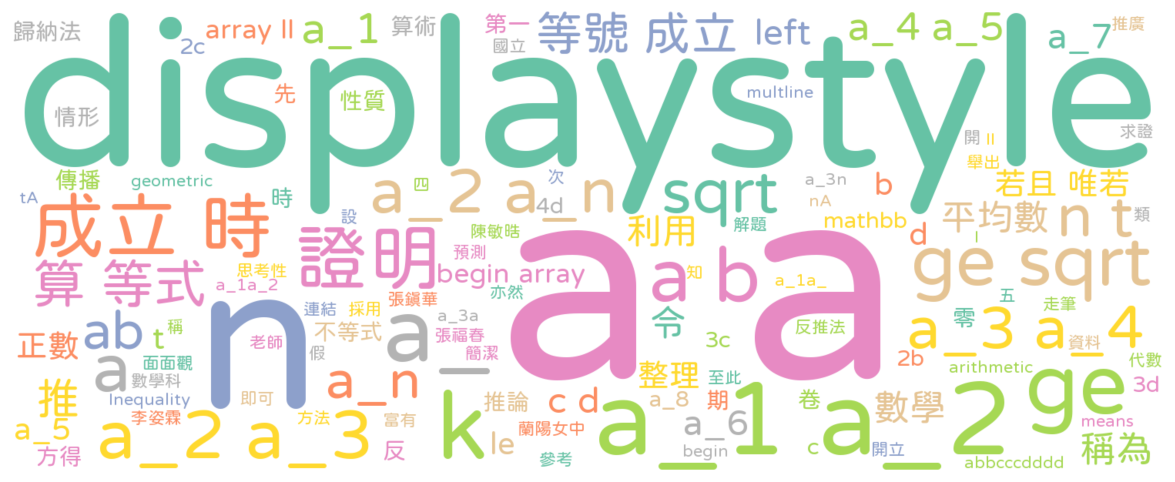 displaystyle
歸納法 2c array ll a_1 算術 第一 國立 等號 成立 left a_4 a_5 a_7 推廣
情形 先 性質 multline 開 ll 求證 舉出
傳播 geometric 時 a_2 a_n 四 次 4d sqrt a_3n nA b 若且 唯若
tA 成立 時 設 陳敏晧 利用 解題 mathbb d 平均數 l n t 類
算 等式 思考性 a_1a_2 證明 預測 begin array 亦然 a b 知 a_1a_ ge sqrt
正數 ab t 稱 n 連結 採用 張鎮華 不等式 a_3a 張福春 簡潔 a a 令 3c 反推法 零 五 走筆 a_3 a_4 資料
面面觀 老師 假 a_ 整理 至此 2b arithmetic 代數
a 數學科 Inequality 即可 a_n 方法 富有 k 推論 c d a_8 期 卷 數學 ge 3d means
推 a_5 方得 a_2 a_3 李姿霖 反 le 蘭陽女中 參考 a_1 a_6 begin c a_2 開立 abbcccdddd 稱為